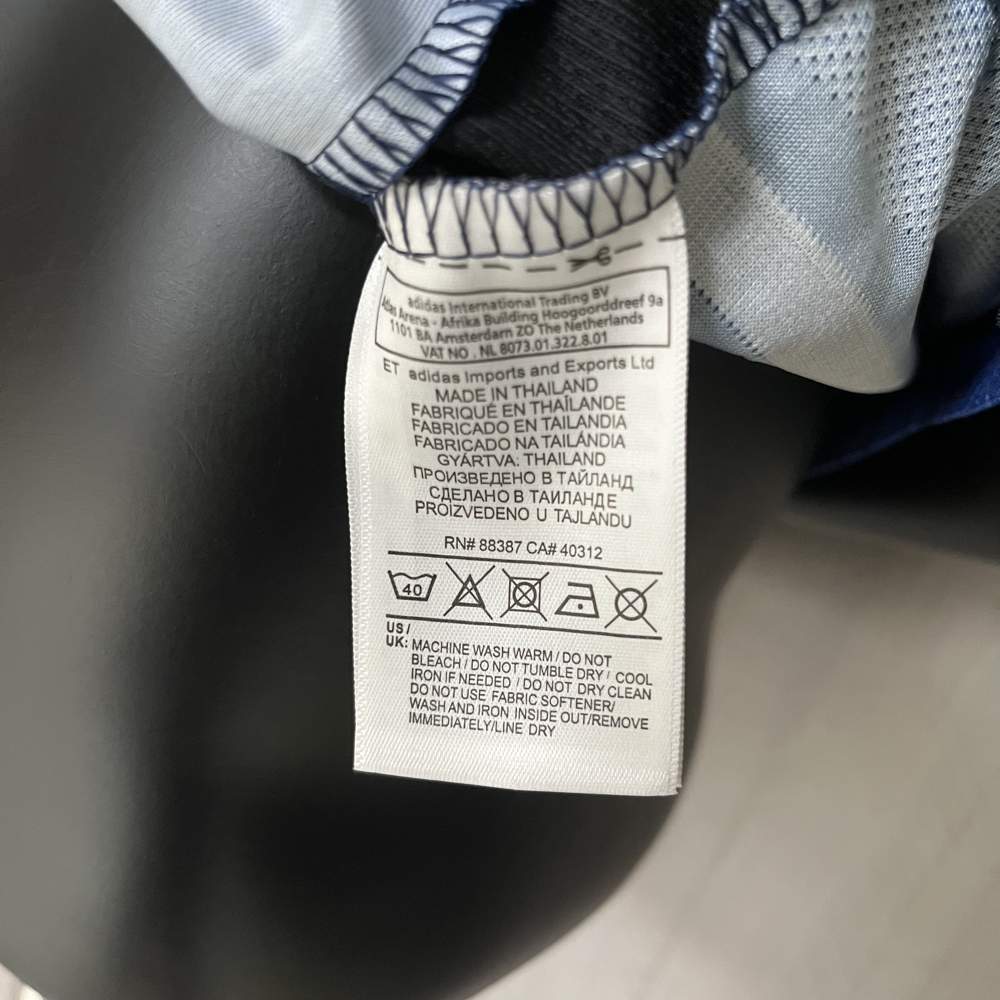 adidas International Trading BV
adidas Arena - Afrika Building Hoogoorddreef 9a
1101 BA Amsterdam ZO The Netherlands
VAT NO . NL 8073.01.322.8.01
ET adidas Imports and Exports Ltd
MADE IN THAILAND
FABRIQUÉ EN THAÏLANDE
FABRICADO EN TAILANDIA
FABRICADO NA TAILÁNDIA
GYÁRTVA: THAILAND
ПРОИЗВЕДЕНО В ТАЙЛАНД
СДЕЛАНО В ТАИЛАНДЕ
PROIZVEDENO U TAJLANDU
RN# 88387 CA# 40312
40
US /
UK: MACHINE WASH WARM / DO NOT
BLEACH / DO NOT TUMBLE DRY / COOL
IRON IF NEEDED / DO NOT DRY CLEAN
DO NOT USE FABRIC SOFTENER/
WASH AND IRON INSIDE OUT/REMOVE
IMMEDIATELY/LINE DRY